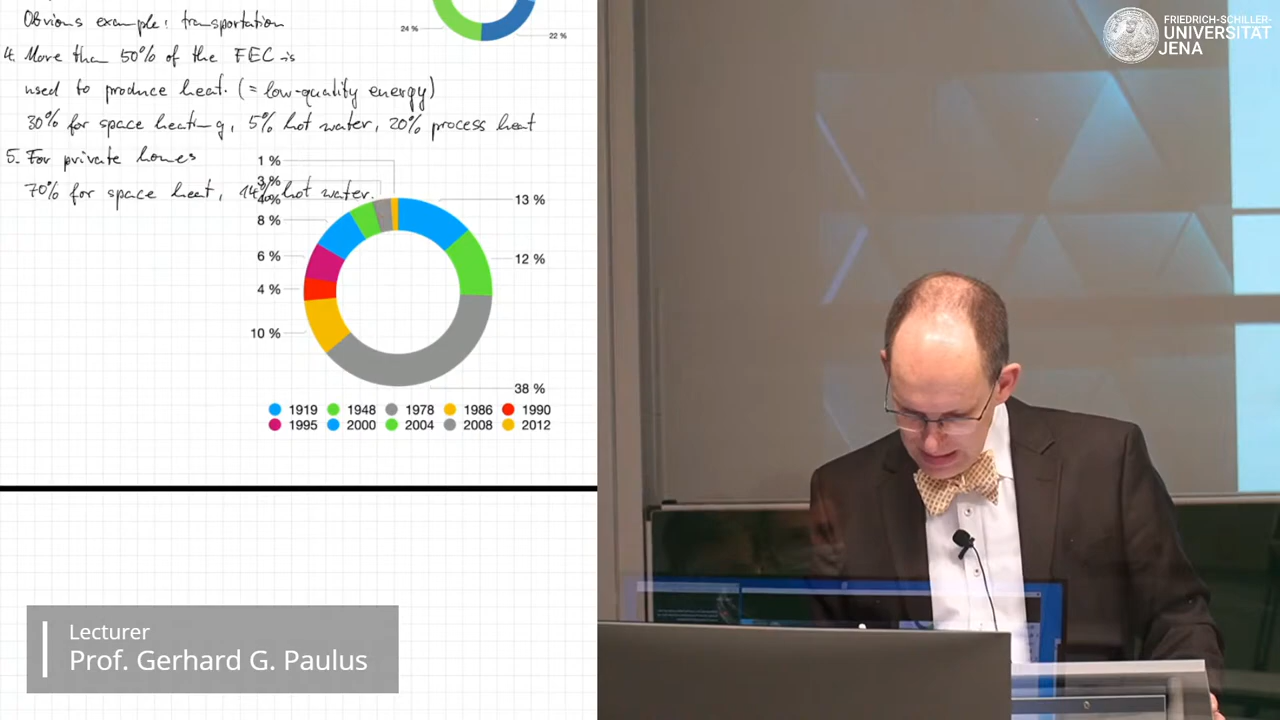 Obvious example: transportation
24 %
22 %
4. More than 50% of the FEC is
used to produce heat. (= low-quality energy)
30% for space heating, 5% hot water, 20% process heat
5. For private homes
70% for space heat, 14% hot water.
1 %
3 %
4 %
8 %
6 %
4 %
10 %
13 %
12 %
38 %
1919 1948 1978 1986 1990
1995 2000 2004 2008 2012
Lecturer
Prof. Gerhard G. Paulus
FRIEDRICH-SCHILLER-
UNIVERSITÄT
JENA